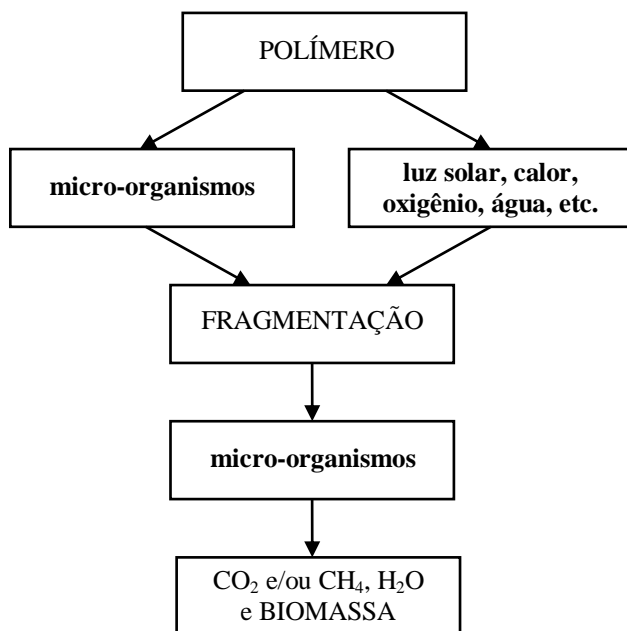 POLÍMERO
micro-organismos
luz solar, calor,
oxigênio, água, etc.
FRAGMENTAÇÃO
micro-organismos
CO₂ e/ou CH₄, H₂O
e BIOMASSA